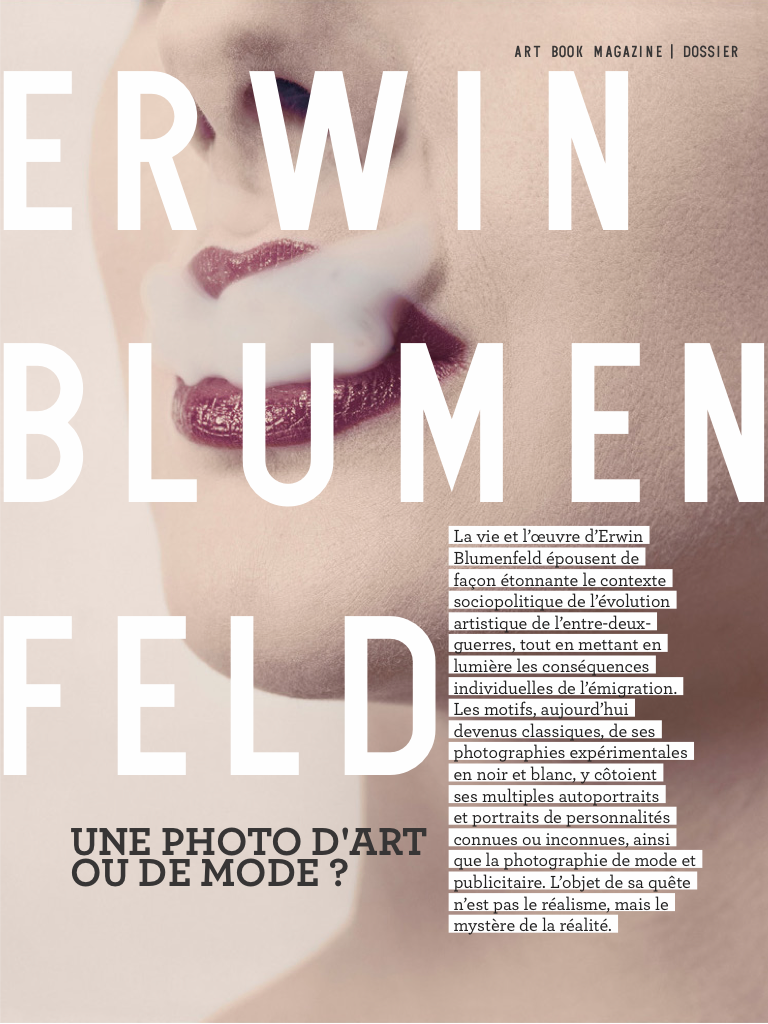 ART BOOK MAGAZINE | DOSSIER
ERWIN
BLUMEN
FELD
La vie et l'œuvre d'Erwin
Blumenfeld épousent de
façon étonnante le contexte
sociopolitique de l'évolution
artistique de l'entre-deux-
guerres, tout en mettant en
lumière les conséquences
individuelles de l'émigration.
Les motifs, aujourd'hui
devenus classiques, de ses
photographies expérimentales
en noir et blanc, y côtoient
ses multiples autoportraits
et portraits de personnalités
connues ou inconnues, ainsi
que la photographie de mode et
publicitaire. L'objet de sa quête
n'est pas le réalisme, mais le
mystère de la réalité.
UNE PHOTO D'ART
OU DE MODE ?